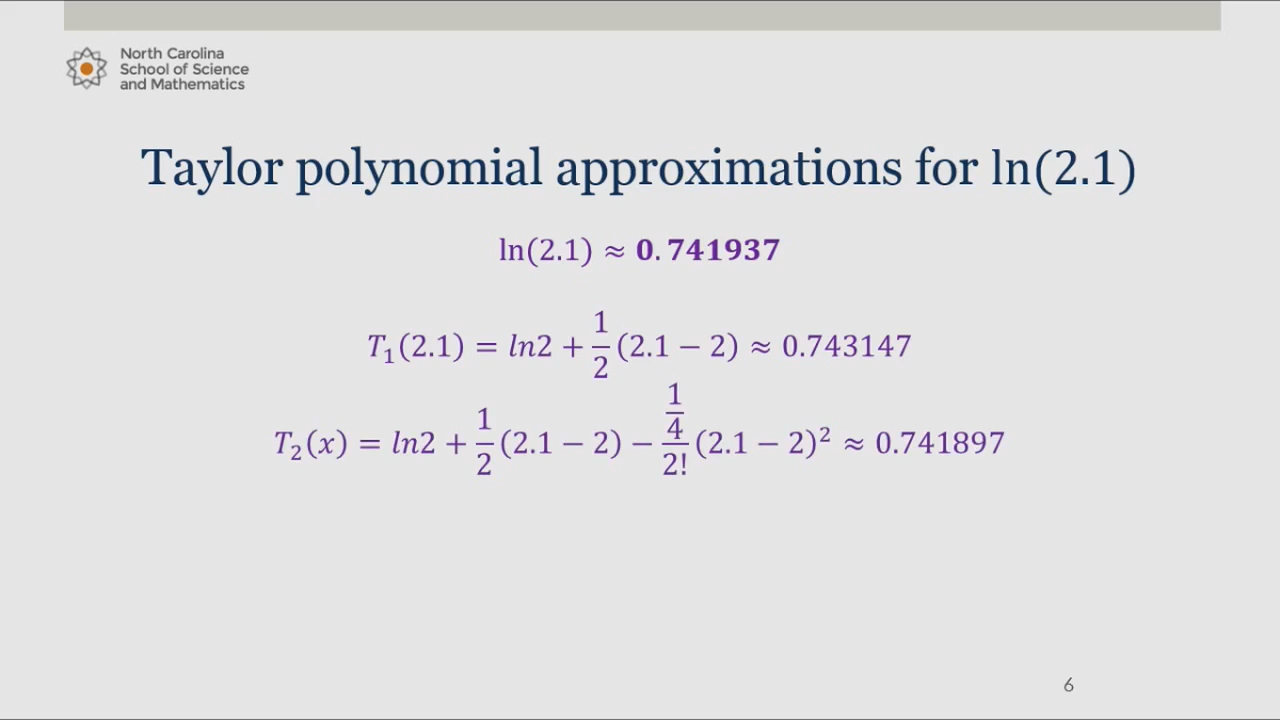 North Carolina
School of Science
and Mathematics
Taylor polynomial approximations for ln(2.1)
ln(2.1) ≈ 0.741937
T₁(2.1) = ln2 + 1/2 (2.1 − 2) ≈ 0.743147
T₂(x) = ln2 + 1/2 (2.1 − 2) − (1/4)/2! (2.1 − 2)² ≈ 0.741897
6